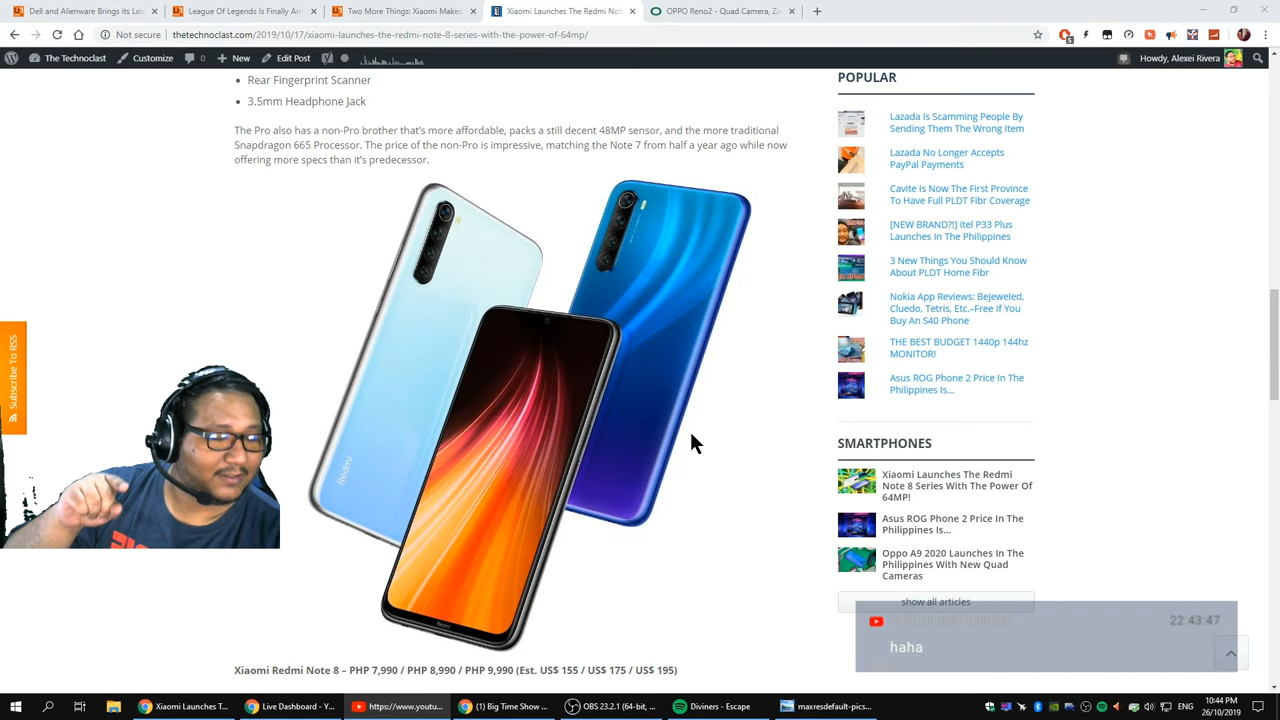 Dell and Alienware Brings its Late
League Of Legends Is Finally Arri
Two More Things: Xiaomi Makes
Xiaomi Launches The Redmi Note
OPPO Reno2 - Quad Camera, Zo
Not secure
thetechnoclast.com/2019/10/17/xiaomi-launches-the-redmi-note-8-series-with-the-power-of-64mp/
The Technoclast
Customize
0
New
Edit Post
Howdy, Alexei Rivera
Rear Fingerprint Scanner
3.5mm Headphone Jack
The Pro also has a non-Pro brother that's more affordable, packs a still decent 48MP sensor, and the more traditional
Snapdragon 665 Processor. The price of the non-Pro is impressive, matching the Note 7 from half a year ago while now
offering more specs than it's predecessor.
Redmi
Redmi
Xiaomi Redmi Note 8 – PHP 7,990 / PHP 8,990 / PHP 9,990 (Est. US$ 155 / US$ 175 / US$ 195)
Subscribe To RSS
POPULAR
Lazada Is Scamming People By
Sending Them The Wrong Item
Lazada No Longer Accepts
PayPal Payments
Cavite Is Now The First Province
To Have Full PLDT Fibr Coverage
[NEW BRAND?!] itel P33 Plus
Launches In The Philippines
3 New Things You Should Know
About PLDT Home Fibr
Nokia App Reviews: Bejeweled,
Cluedo, Tetris, Etc.–Free If You
Buy An S40 Phone
THE BEST BUDGET 1440p 144hz
MONITOR!
Asus ROG Phone 2 Price In The
Philippines Is...
SMARTPHONES
Xiaomi Launches The Redmi
Note 8 Series With The Power Of
64MP!
Asus ROG Phone 2 Price In The
Philippines Is...
Oppo A9 2020 Launches In The
Philippines With New Quad
Cameras
show all articles
22:43:47
haha
Xiaomi Launches T...
Live Dashboard - Y...
https://www.youtu...
(1) Big Time Show ...
OBS 23.2.1 (64-bit, ...
Diviners - Escape
maxresdefault-pics...
ENG
10:44 PM
26/10/2019